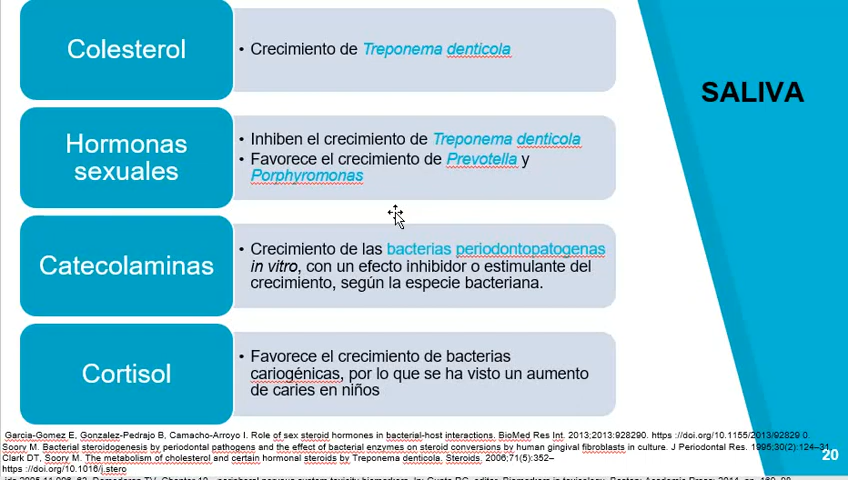 Colesterol
• Crecimiento de Treponema denticola
SALIVA
Hormonas
sexuales
• Inhiben el crecimiento de Treponema denticola
• Favorece el crecimiento de Prevotella y
Porphyromonas
Catecolaminas
• Crecimiento de las bacterias periodontopatogenas
in vitro, con un efecto inhibidor o estimulante del
crecimiento, según la especie bacteriana.
Cortisol
• Favorece el crecimiento de bacterias
cariogénicas, por lo que se ha visto un aumento
de caries en niños
Garcia-Gomez E, Gonzalez-Pedrajo B, Camacho-Arroyo I. Role of sex steroid hormones in bacterial-host interactions. BioMed Res Int. 2013;2013:928290. https://doi.org/10.1155/2013/92829 0.
Soory M. Bacterial steroidogenesis by periodontal pathogens and the effect of bacterial enzymes on steroid conversions by human gingival fibroblasts in culture. J Periodontal Res. 1995;30(2):124–31.
Clark DT, Soory M. The metabolism of cholesterol and certain hormonal steroids by Treponema denticola. Steroids. 2006;71(5):352–
https://doi.org/10.1016/j.stero
20